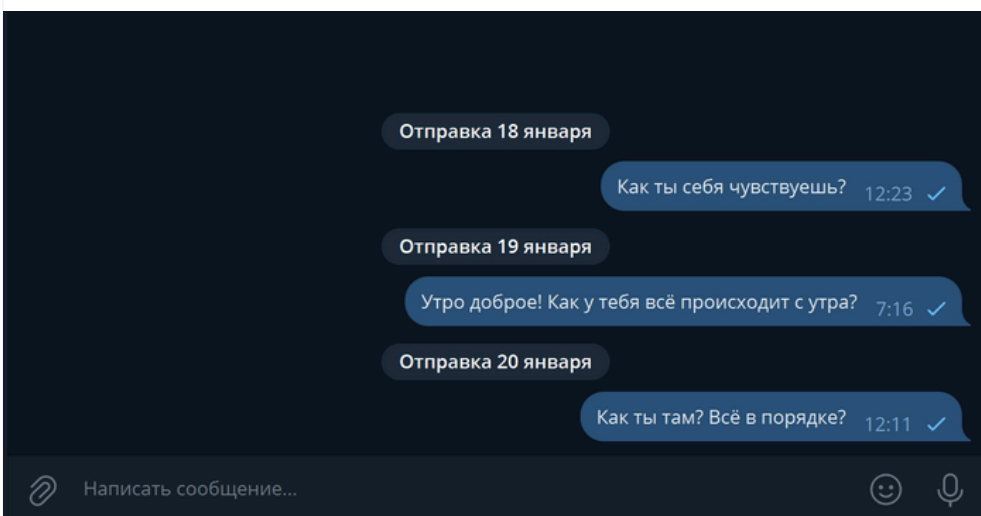 Отправка 18 января
Как ты себя чувствуешь? 12:23
Отправка 19 января
Утро доброе! Как у тебя всё происходит с утра? 7:16
Отправка 20 января
Как ты там? Всё в порядке? 12:11
Написать сообщение...